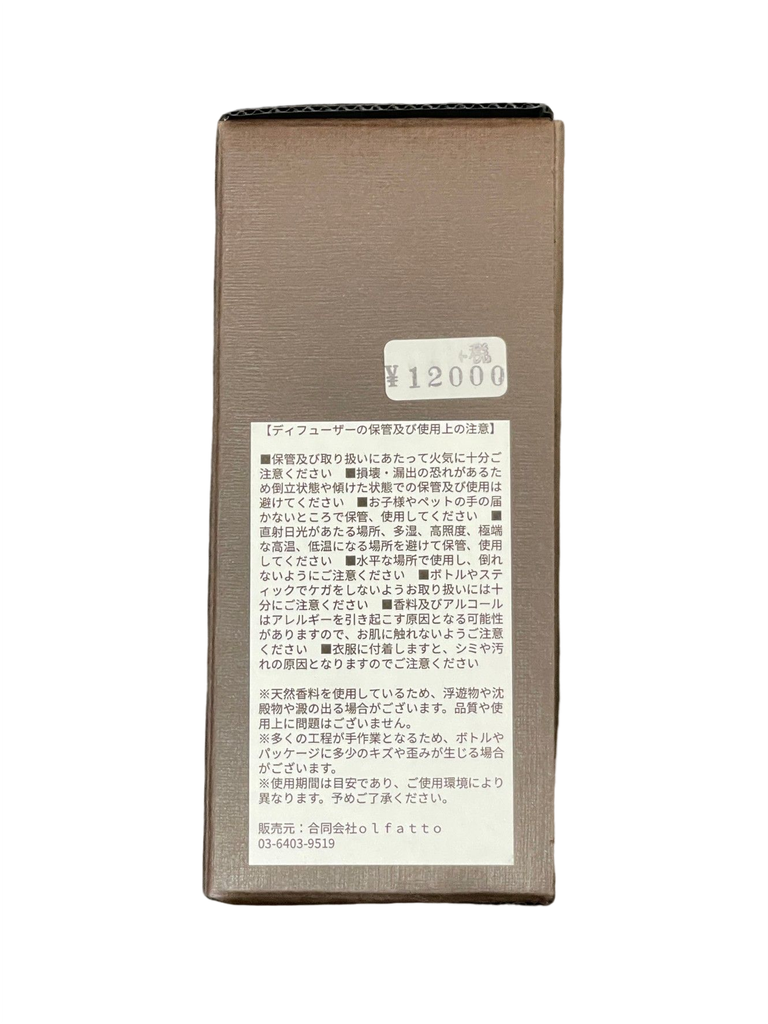 ¥12000
【ディフューザーの保管及び使用上の注意】
■保管及び取り扱いにあたって火気に十分ご
注意ください　■損壊・漏出の恐れがあるた
め倒立状態や傾けた状態での保管及び使用は
避けてください　■お子様やペットの手の届
かないところで保管、使用してください　■
直射日光があたる場所、多湿、高照度、極端
な高温、低温になる場所を避けて保管、使用
してください　■水平な場所で使用し、倒れ
ないようにご注意ください　■ボトルやステ
ィックでケガをしないようお取り扱いには十
分にご注意ください　■香料及びアルコール
はアレルギーを引き起こす原因となる可能性
がありますので、お肌に触れないようご注意
ください　■衣服に付着しますと、シミや汚
れの原因となりますのでご注意ください
※天然香料を使用しているため、浮遊物や沈
殿物や澱の出る場合がございます。品質や使
用上に問題はございません。
※多くの工程が手作業となるため、ボトルや
パッケージに多少のキズや歪みが生じる場合
がございます。
※使用期間は目安であり、ご使用環境により
異なります。予めご了承ください。
販売元：合同会社ｏｌｆａｔｔｏ
03-6403-9519